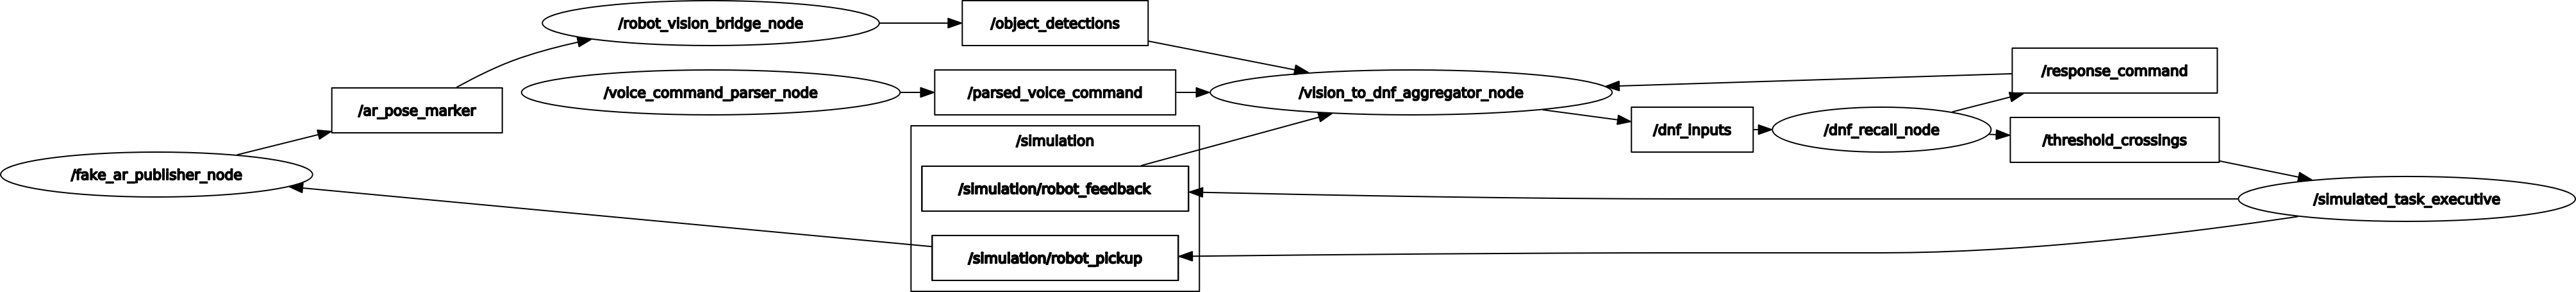 /robot_vision_bridge_node
/object_detections
/response_command
/voice_command_parser_node
/parsed_voice_command
/vision_to_dnf_aggregator_node
/ar_pose_marker
/dnf_inputs
/dnf_recall_node
/threshold_crossings
/simulation
/fake_ar_publisher_node
/simulation/robot_feedback
/simulated_task_executive
/simulation/robot_pickup